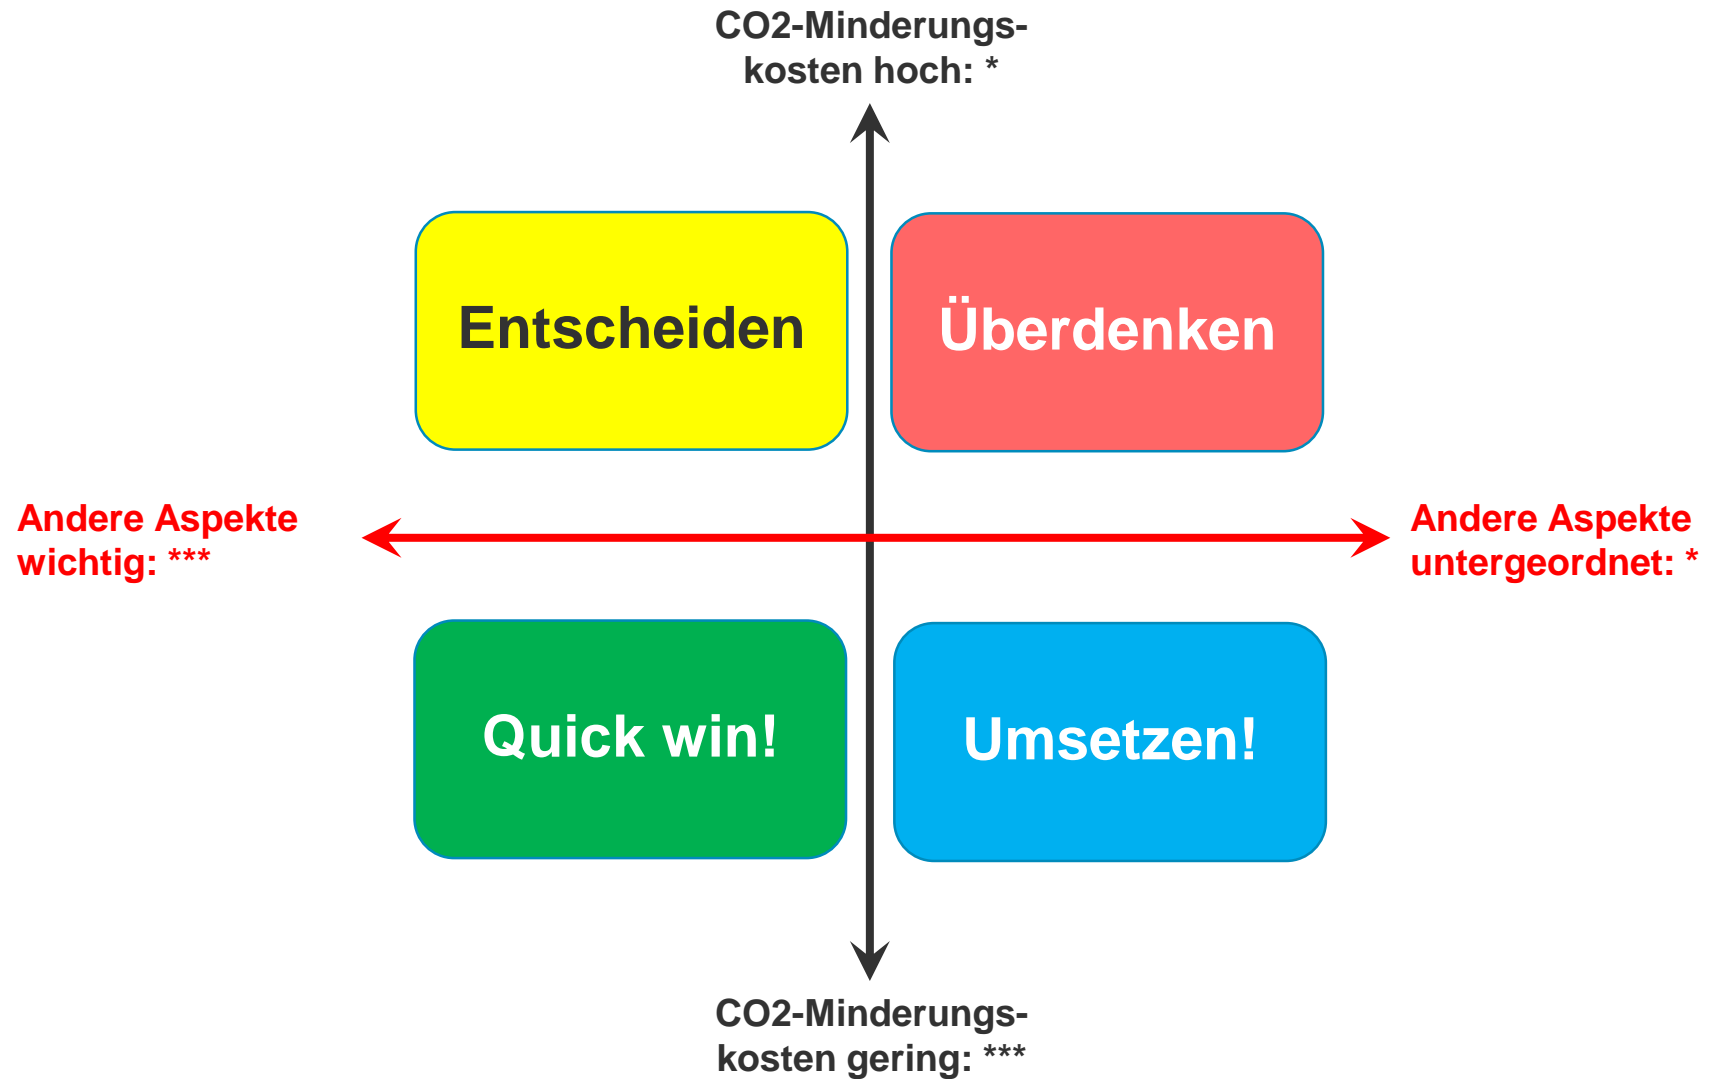 CO2-Minderungs-
kosten hoch: *
Entscheiden
Überdenken
Andere Aspekte
wichtig: ***
Andere Aspekte
untergeordnet: *
Quick win!
Umsetzen!
CO2-Minderungs-
kosten gering: ***